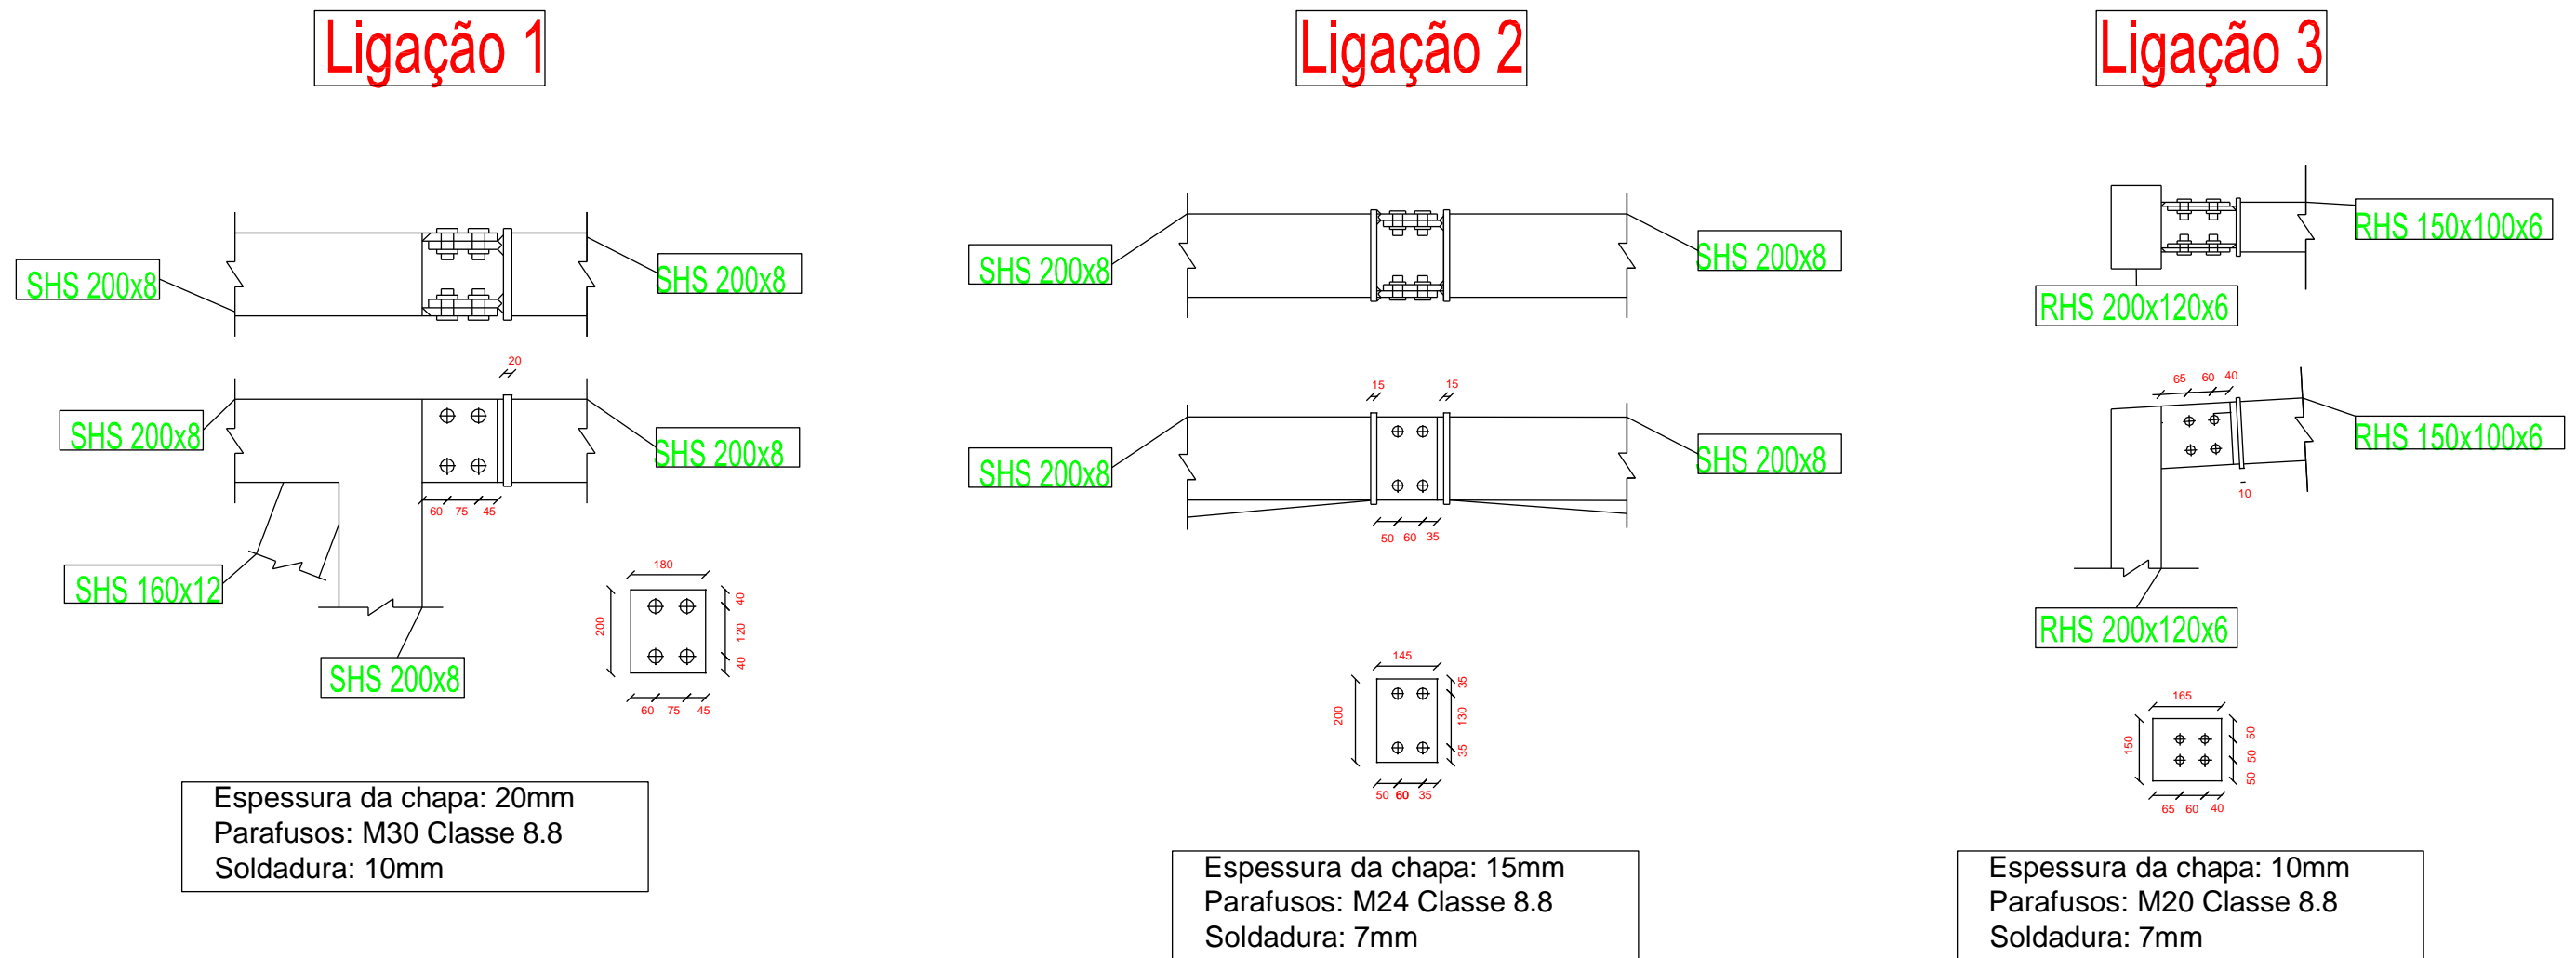 Ligação 1
Ligação 2
Ligação 3
SHS 200x8
SHS 200x8
20
SHS 200x8
SHS 200x8
60 75 45
SHS 160x12
SHS 200x8
180
200
40
120
40
60 75 45
Espessura da chapa: 20mm
Parafusos: M30 Classe 8.8
Soldadura: 10mm
SHS 200x8
SHS 200x8
15
15
SHS 200x8
SHS 200x8
50 60 35
145
200
35
130
35
50 60 35
Espessura da chapa: 15mm
Parafusos: M24 Classe 8.8
Soldadura: 7mm
RHS 150x100x6
RHS 200x120x6
65 60 40
RHS 150x100x6
10
RHS 200x120x6
165
150
50
50
50
65 60 40
Espessura da chapa: 10mm
Parafusos: M20 Classe 8.8
Soldadura: 7mm